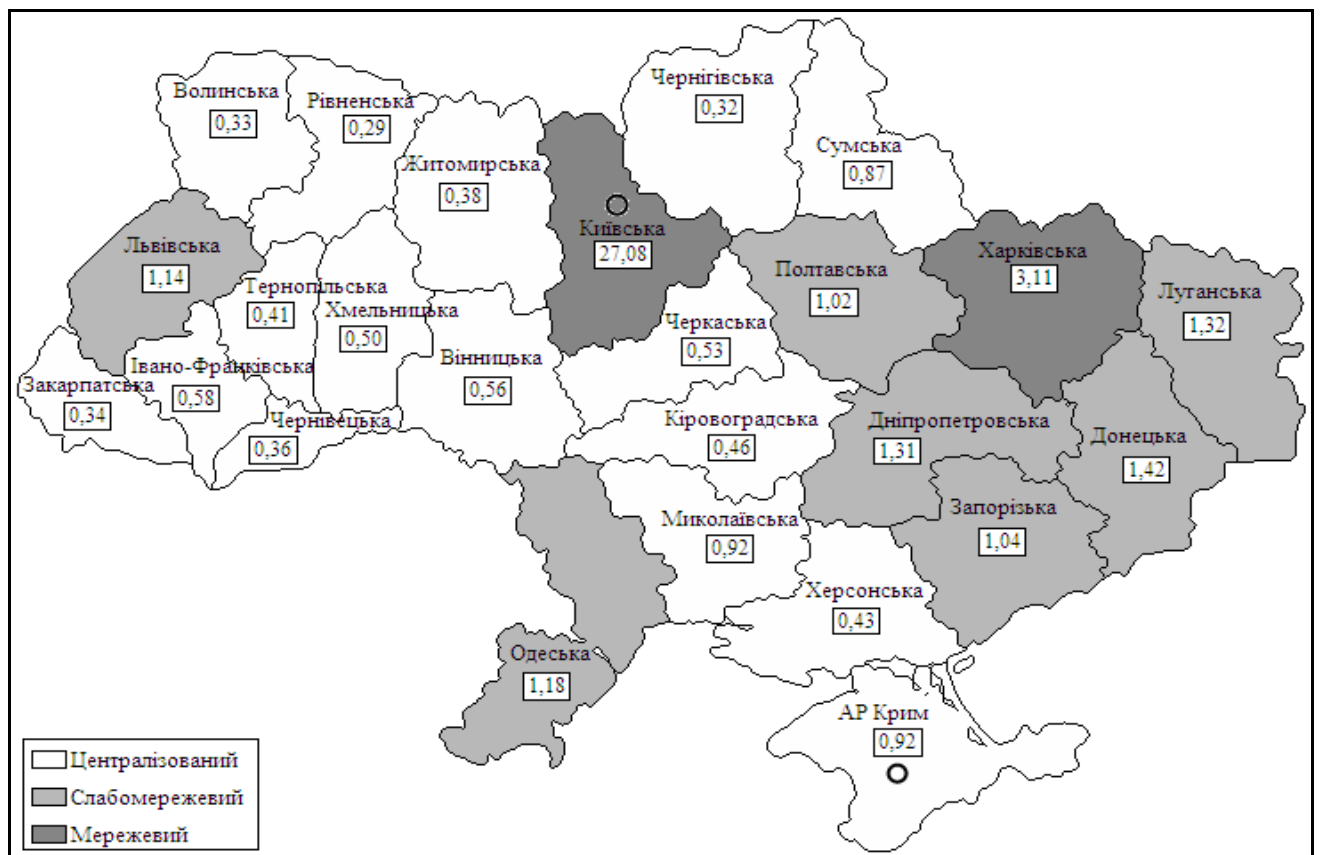 Волинська
0,33
Рівненська
0,29
Житомирська
0,38
Чернігівська
0,32
Сумська
0,87
Київська
27,08
Львівська
1,14
Тернопільська
0,41
Хмельницька
0,50
Вінницька
0,56
Черкаська
0,53
Полтавська
1,02
Харківська
3,11
Луганська
1,32
Закарпатська
0,34
Івано-Франківська
0,58
Чернівецька
0,36
Кіровоградська
0,46
Дніпропетровська
1,31
Донецька
1,42
Миколаївська
0,92
Запорізька
1,04
Херсонська
0,43
Одеська
1,18
АР Крим
0,92
Централізований
Слабомережевий
Мережевий